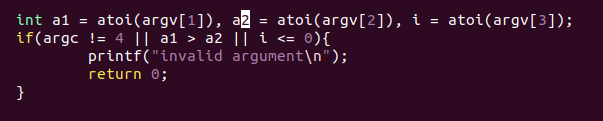 int a1 = atoi(argv[1]), a2 = atoi(argv[2]), i = atoi(argv[3]);
if(argc != 4 || a1 > a2 || i <= 0){
        printf("invalid argument\n");
        return 0;
}